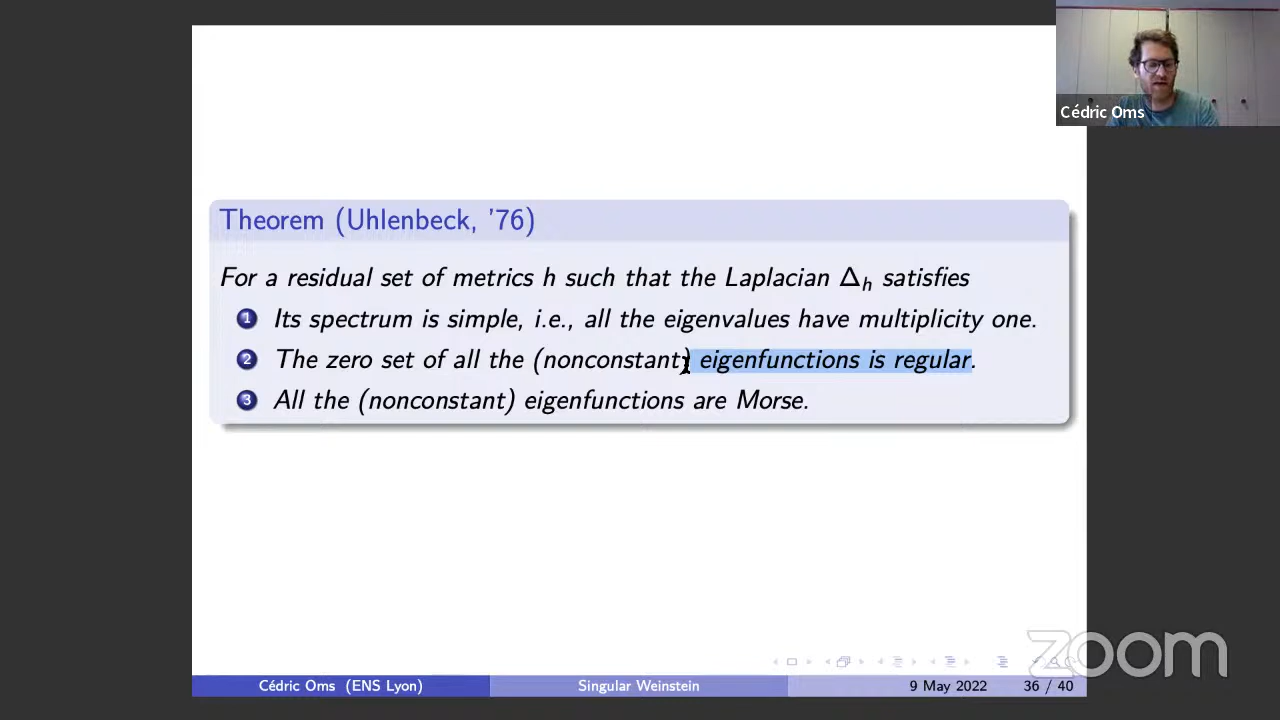 Cédric Oms
Theorem (Uhlenbeck, '76)
For a residual set of metrics h such that the Laplacian Δₕ satisfies
1 Its spectrum is simple, i.e., all the eigenvalues have multiplicity one.
2 The zero set of all the (nonconstant) eigenfunctions is regular.
3 All the (nonconstant) eigenfunctions are Morse.
zoom
Cédric Oms (ENS Lyon) Singular Weinstein 9 May 2022 36 / 40